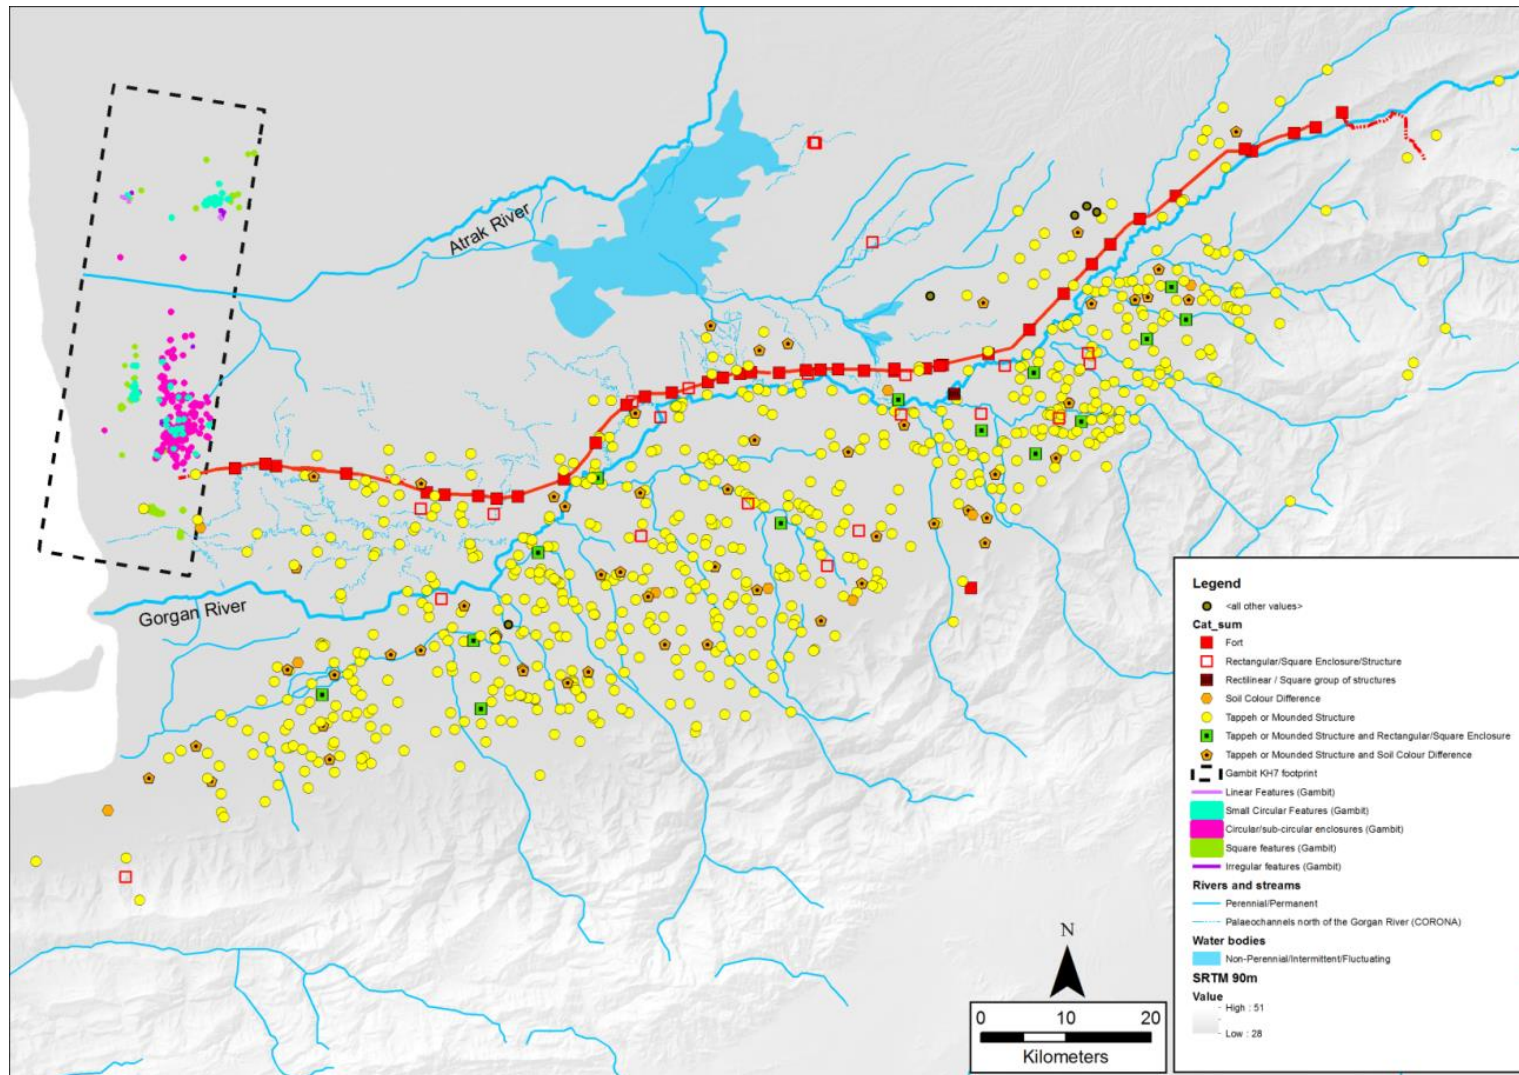 Atrak River
Gorgan River
N
0 10 20
Kilometers
Legend
<all other values>
Cat_sum
Fort
Rectangular/Square Enclosure/Structure
Rectilinear / Square group of structures
Soil Colour Difference
Tappeh or Mounded Structure
Tappeh or Mounded Structure and Rectangular/Square Enclosure
Tappeh or Mounded Structure and Soil Colour Difference
Gambit KH7 footprint
Linear Features (Gambit)
Small Circular Features (Gambit)
Circular/sub-circular enclosures (Gambit)
Square features (Gambit)
Irregular features (Gambit)
Rivers and streams
Perennial/Permanent
Palaeochannels north of the Gorgan River (CORONA)
Water bodies
Non-Perennial/Intermittent/Fluctuating
SRTM 90m
Value
High : 51
Low : 28